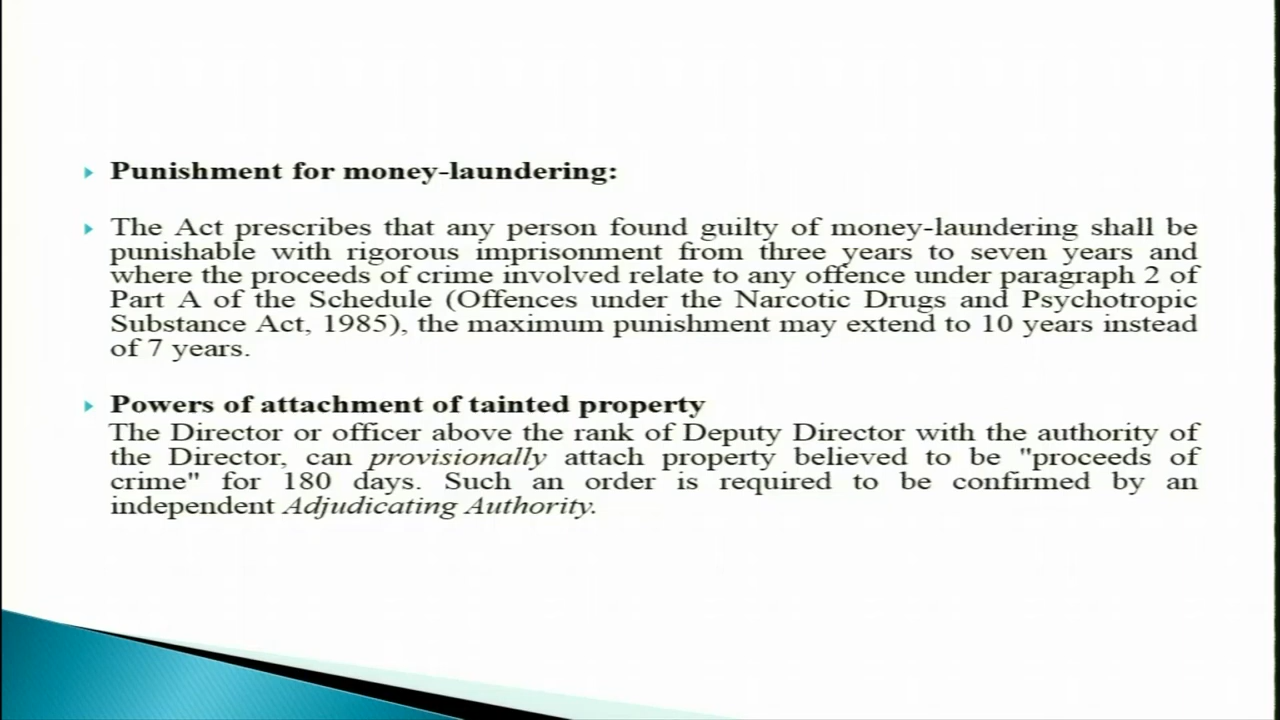 Punishment for money-laundering:
The Act prescribes that any person found guilty of money-laundering shall be
punishable with rigorous imprisonment from three years to seven years and
where the proceeds of crime involved relate to any offence under paragraph 2 of
Part A of the Schedule (Offences under the Narcotic Drugs and Psychotropic
Substance Act, 1985), the maximum punishment may extend to 10 years instead
of 7 years.
Powers of attachment of tainted property
The Director or officer above the rank of Deputy Director with the authority of
the Director, can provisionally attach property believed to be "proceeds of
crime" for 180 days. Such an order is required to be confirmed by an
independent Adjudicating Authority.